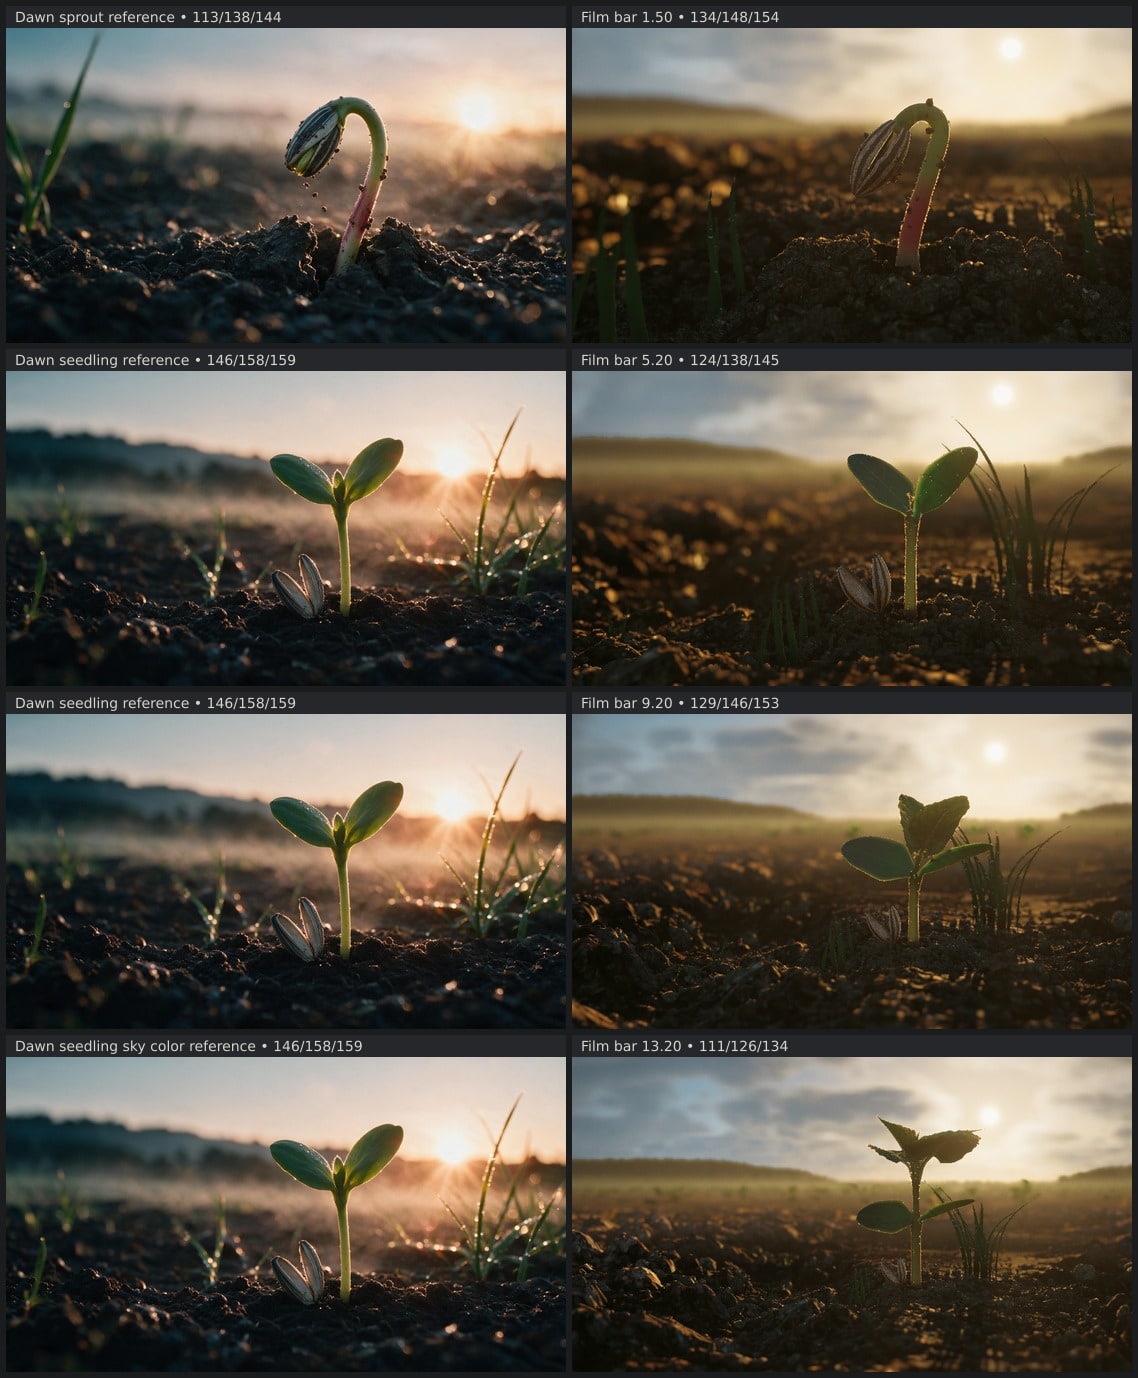 Dawn sprout reference • 113/138/144
Film bar 1.50 • 134/148/154
Dawn seedling reference • 146/158/159
Film bar 5.20 • 124/138/145
Dawn seedling reference • 146/158/159
Film bar 9.20 • 129/146/153
Dawn seedling sky color reference • 146/158/159
Film bar 13.20 • 111/126/134